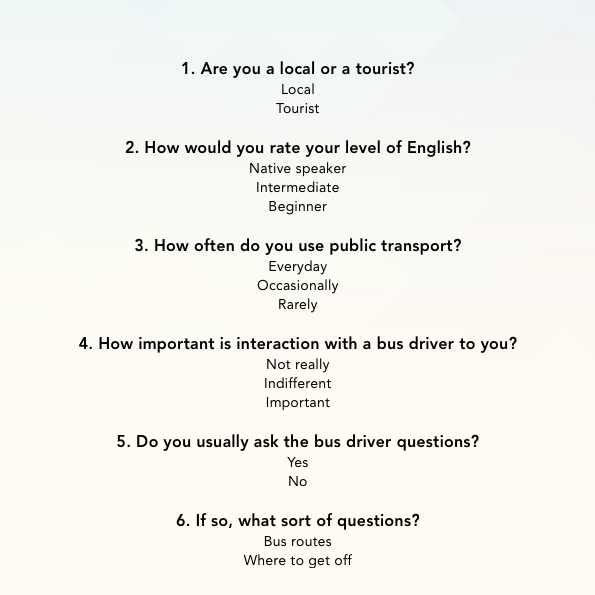 1. Are you a local or a tourist?
Local
Tourist
2. How would you rate your level of English?
Native speaker
Intermediate
Beginner
3. How often do you use public transport?
Everyday
Occasionally
Rarely
4. How important is interaction with a bus driver to you?
Not really
Indifferent
Important
5. Do you usually ask the bus driver questions?
Yes
No
6. If so, what sort of questions?
Bus routes
Where to get off